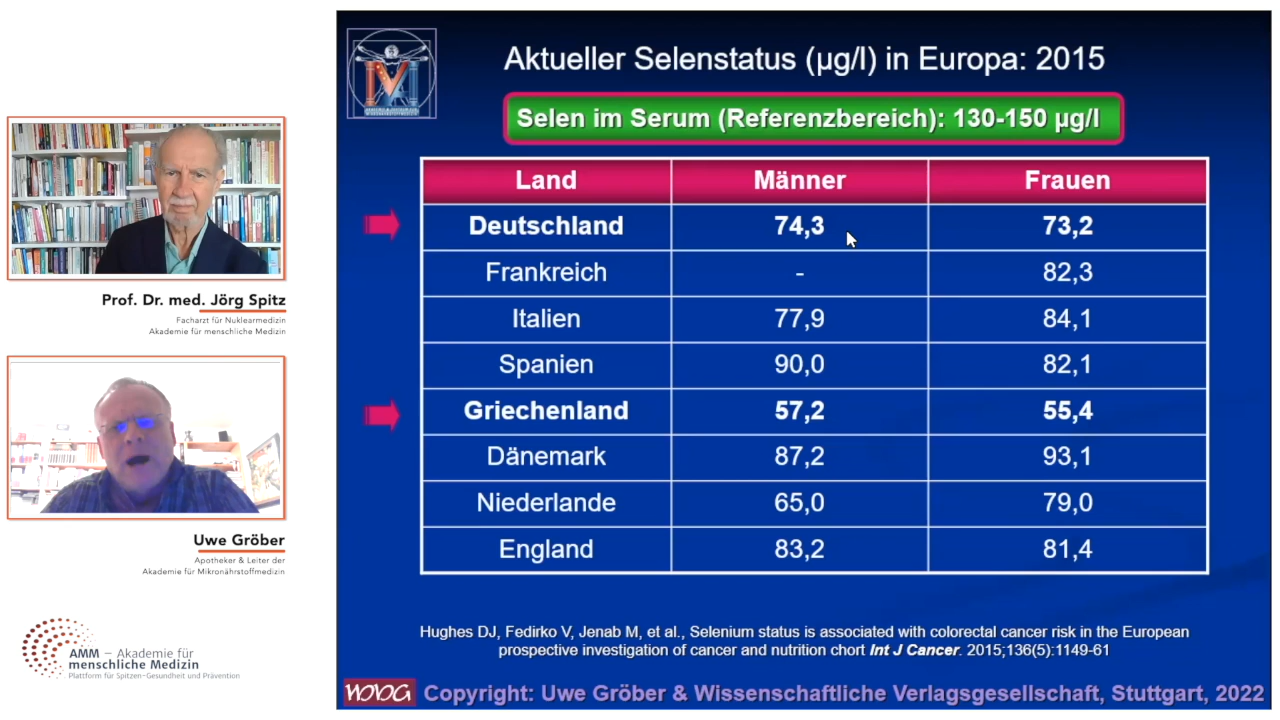 Aktueller Selenstatus (µg/l) in Europa: 2015
Selen im Serum (Referenzbereich): 130-150 µg/l
Land Männer Frauen
Deutschland 74,3 73,2
Frankreich - 82,3
Italien 77,9 84,1
Spanien 90,0 82,1
Griechenland 57,2 55,4
Dänemark 87,2 93,1
Niederlande 65,0 79,0
England 83,2 81,4
Hughes DJ, Fedirko V, Jenab M, et al., Selenium status is associated with colorectal cancer risk in the European
prospective investigation of cancer and nutrition chort Int J Cancer. 2015;136(5):1149-61
WVG Copyright: Uwe Gröber & Wissenschaftliche Verlagsgesellschaft, Stuttgart, 2022
Prof. Dr. med. Jörg Spitz
Facharzt für Nuklearmedizin
Akademie für menschliche Medizin
Uwe Gröber
Apotheker & Leiter der
Akademie für Mikronährstoffmedizin
AMM – Akademie für
menschliche Medizin
Plattform für Spitzen-Gesundheit und Prävention